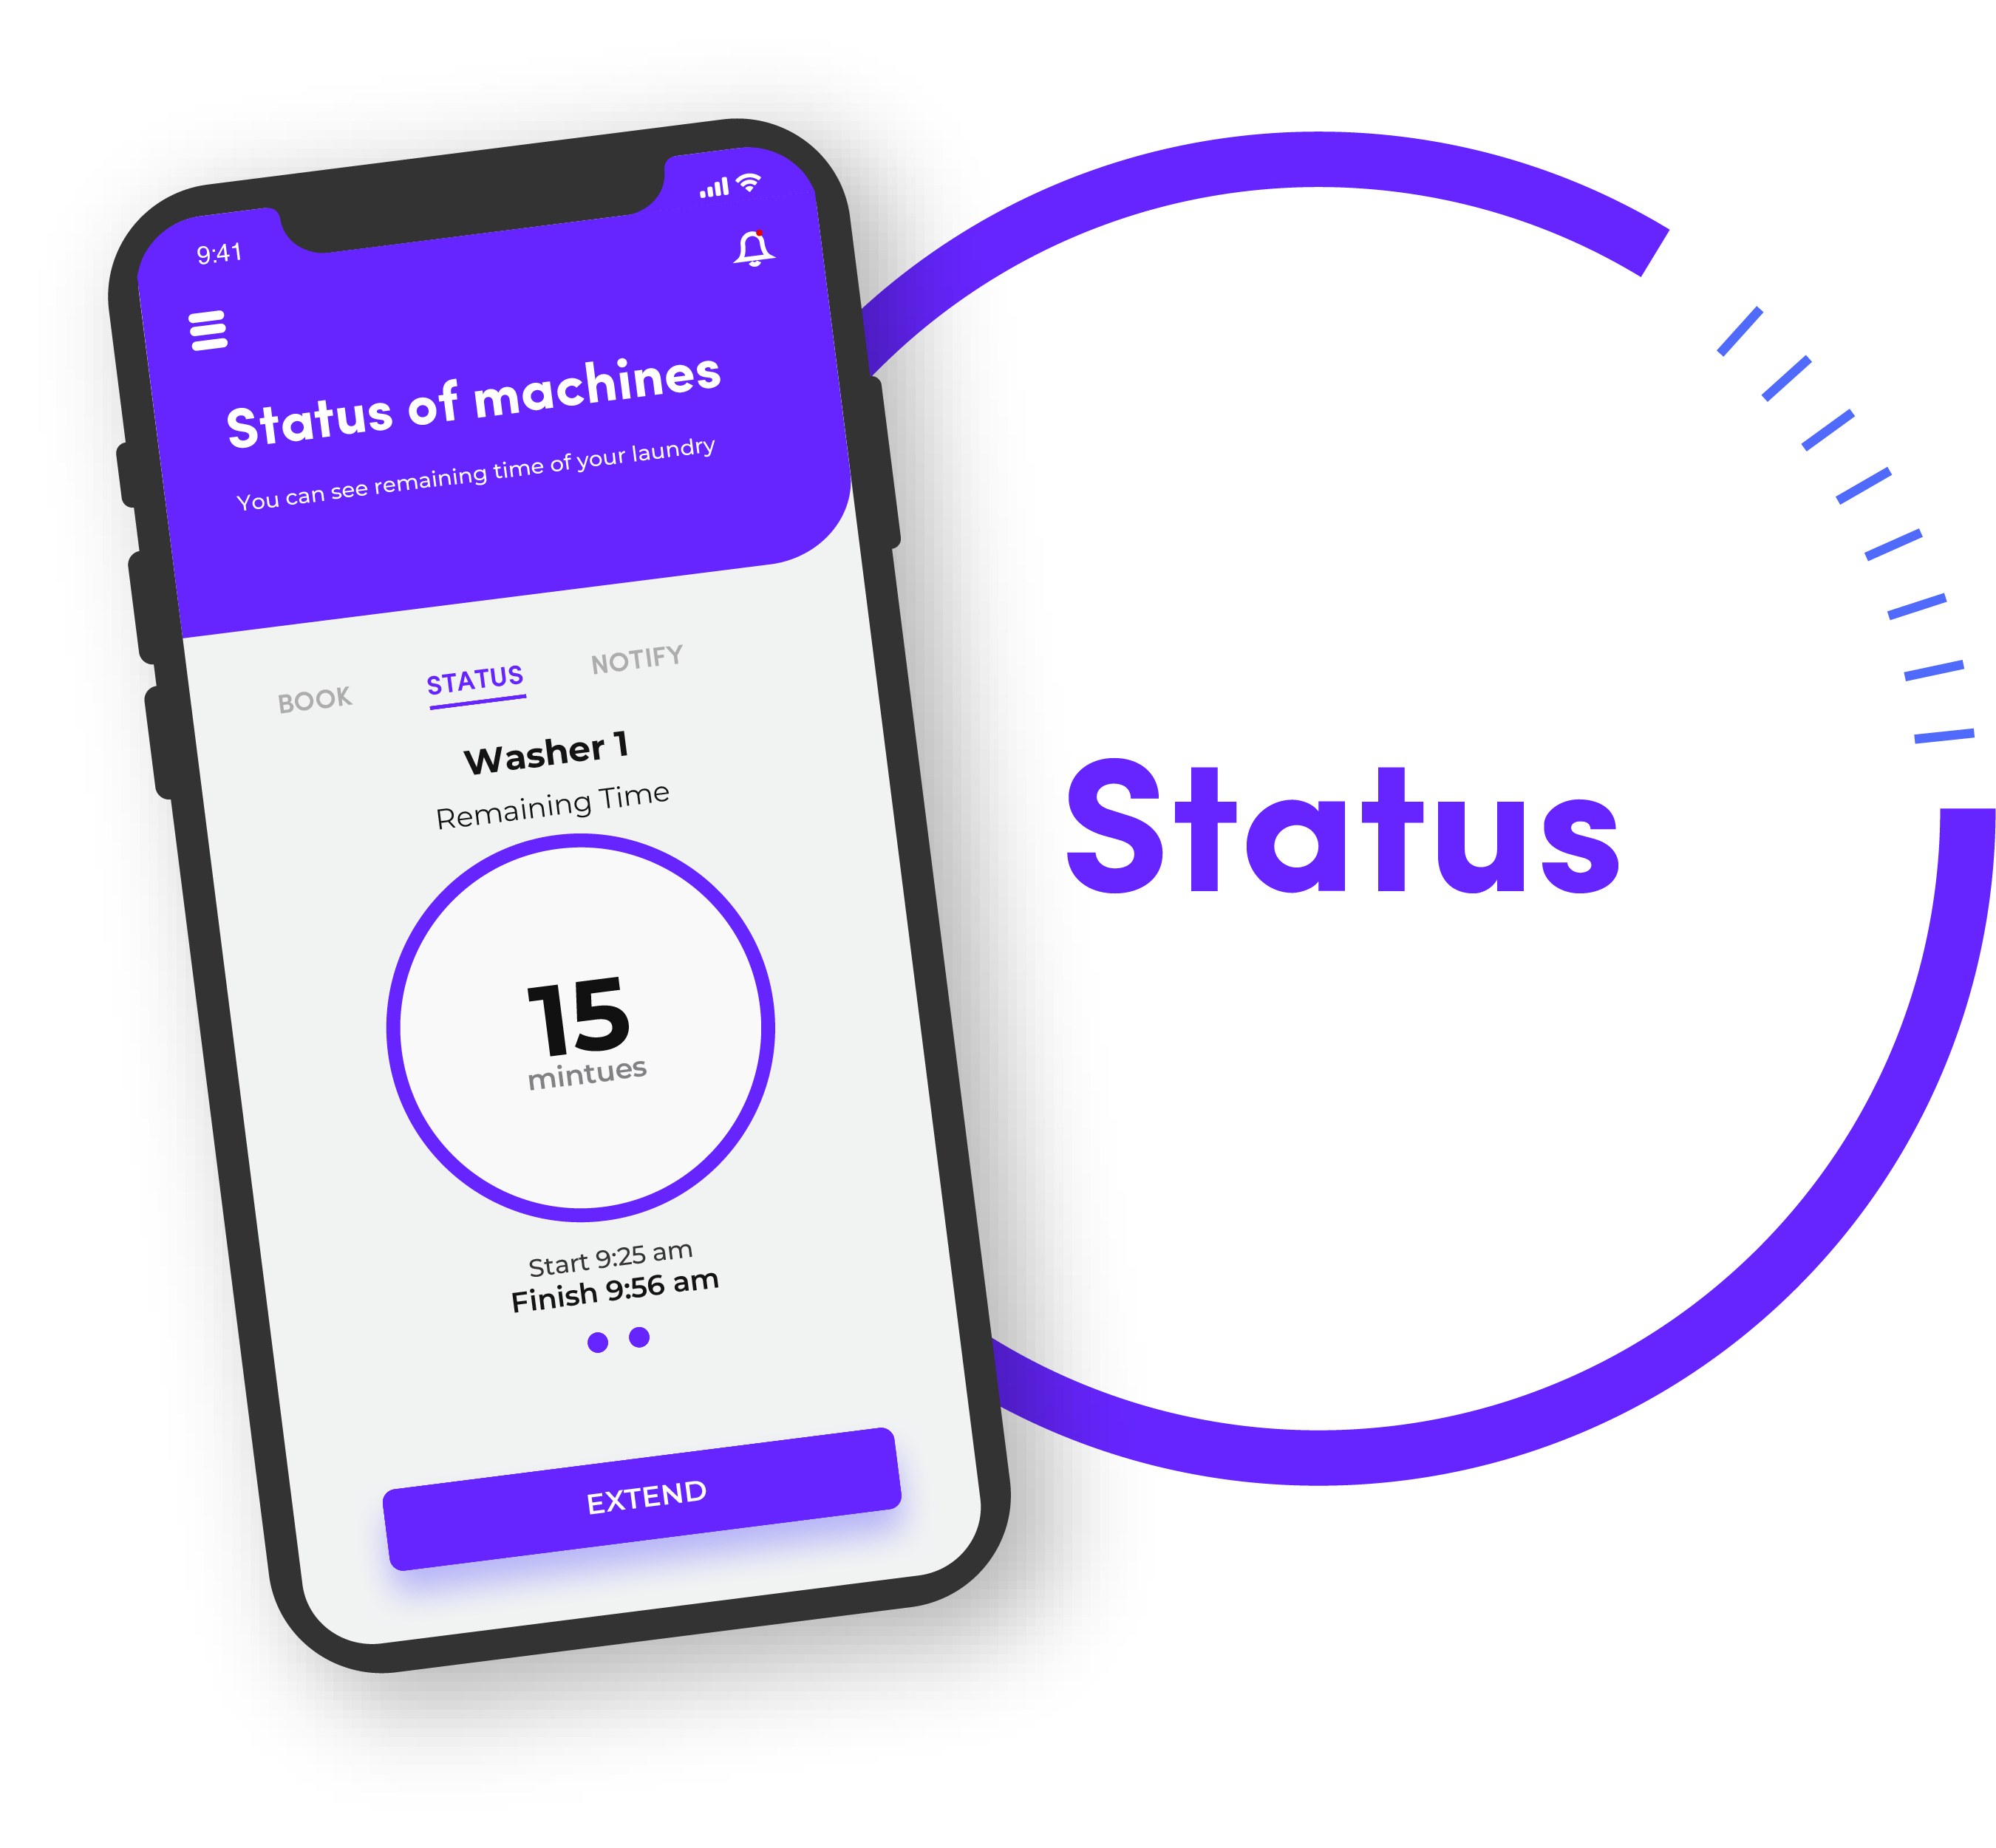 9:41
Status of machines
You can see remaining time of your laundry
BOOK STATUS NOTIFY
Washer 1
Remaining Time
15
mintues
Start 9:25 am
Finish 9:56 am
EXTEND
Status